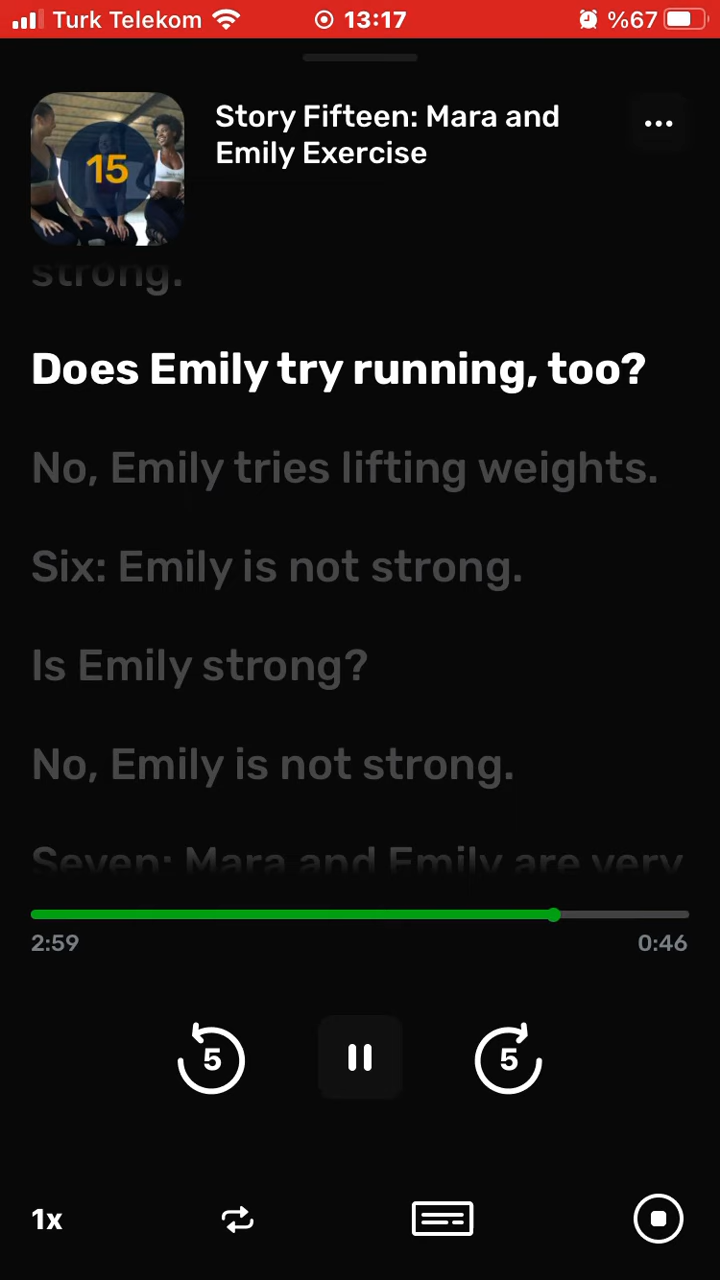 Turk Telekom 13:17 %67
15
Story Fifteen: Mara and
Emily Exercise
strong.
Does Emily try running, too?
No, Emily tries lifting weights.
Six: Emily is not strong.
Is Emily strong?
No, Emily is not strong.
Seven: Mara and Emily are very
2:59 0:46
5 5
1x